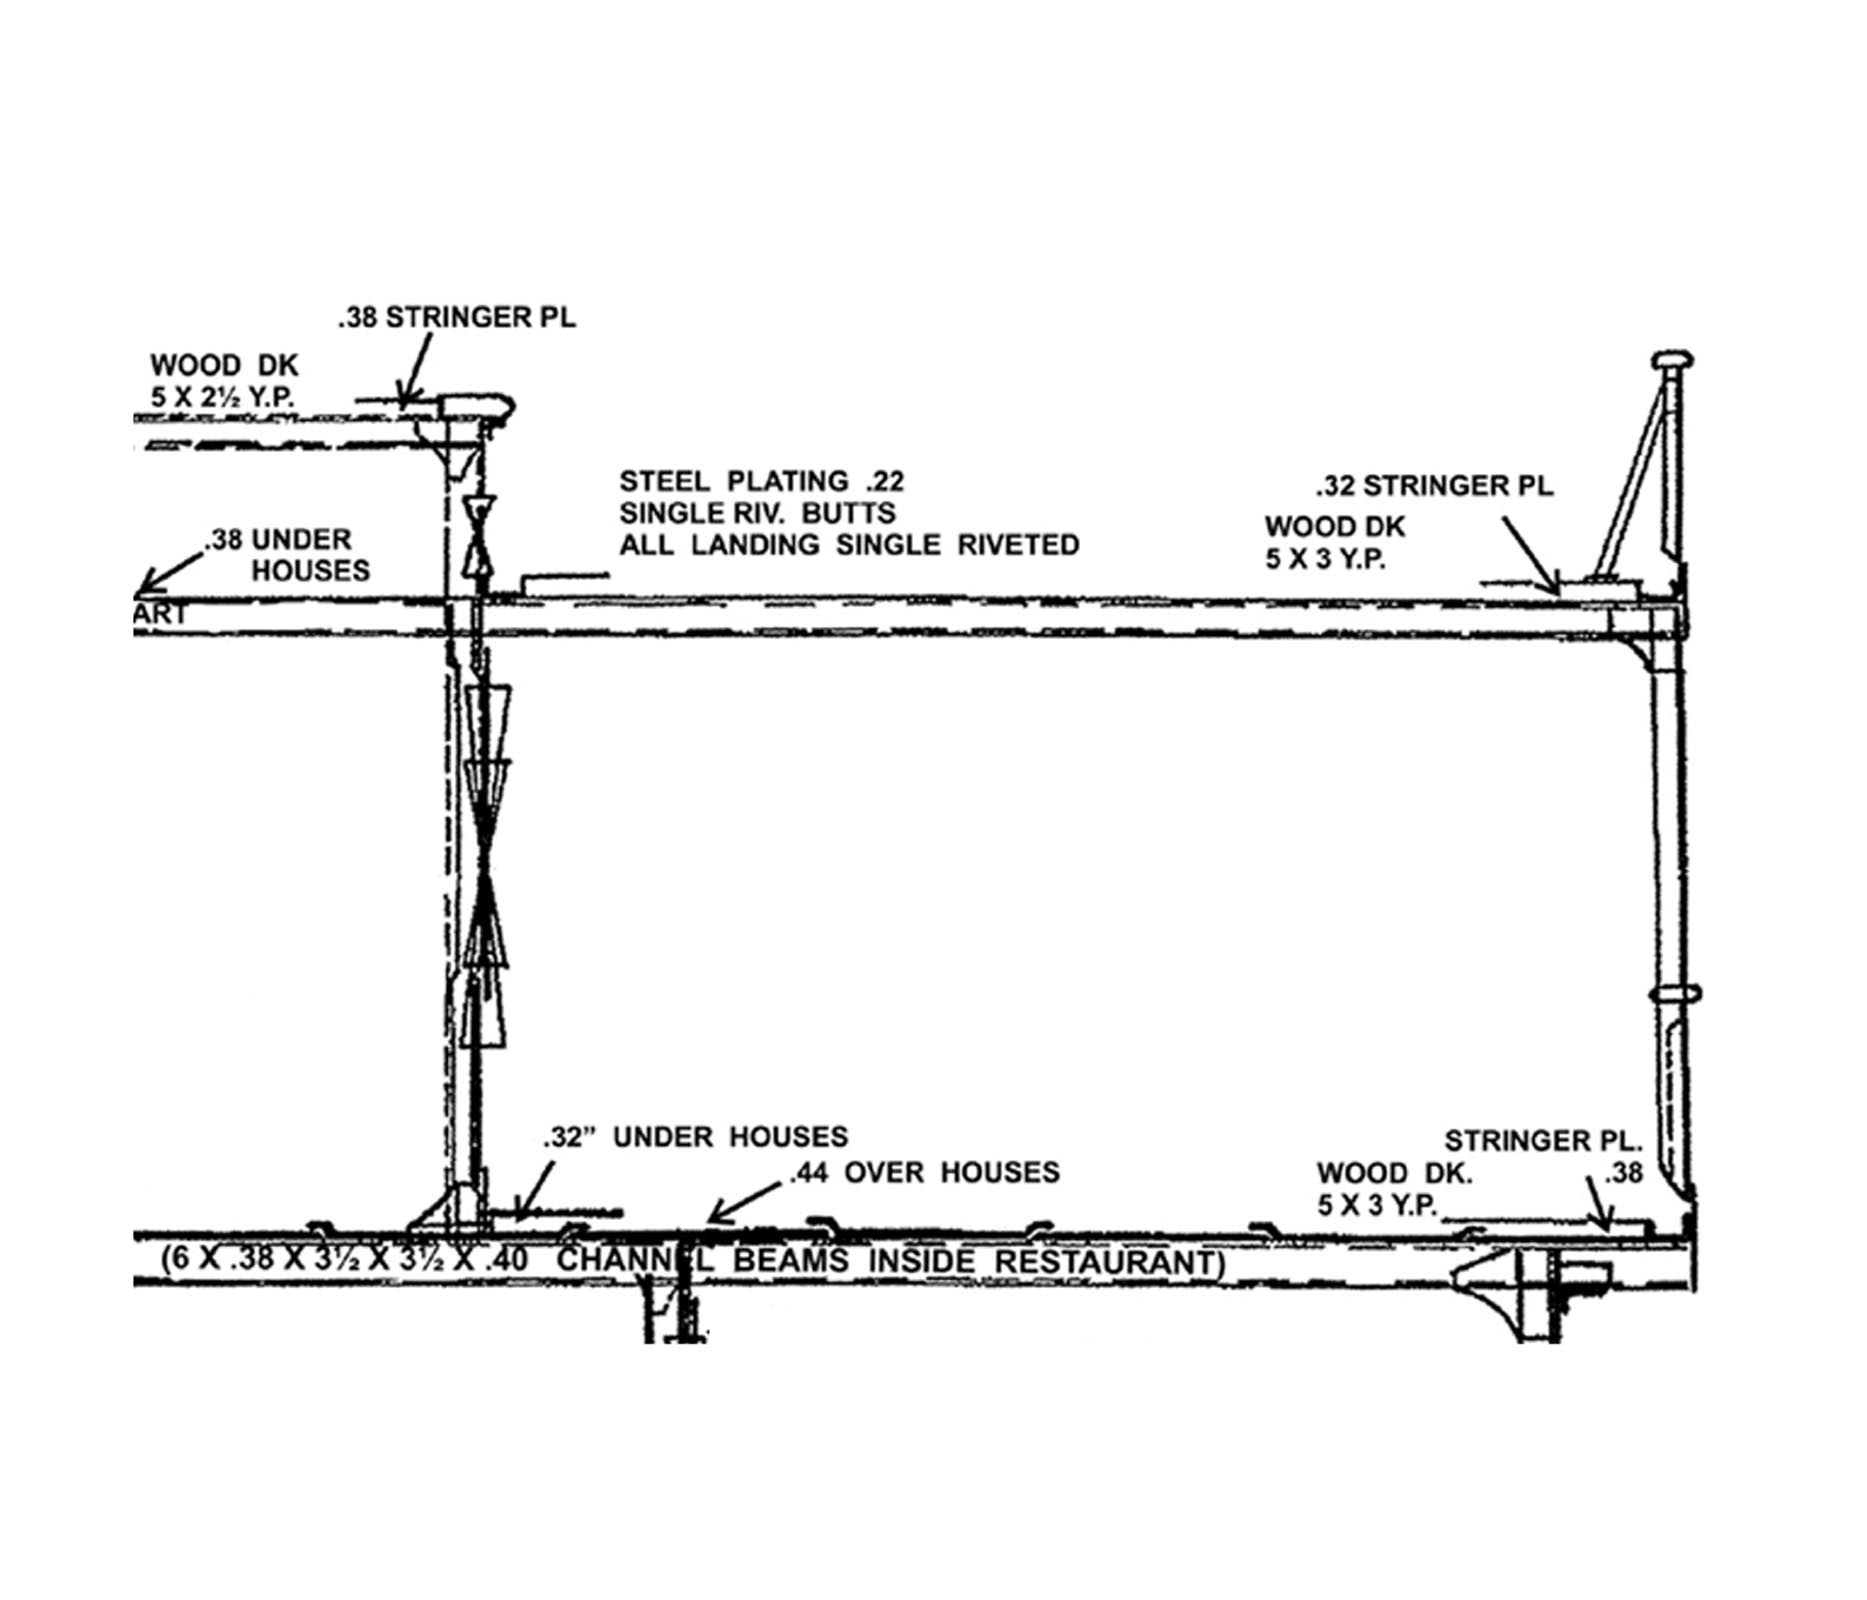 .38 STRINGER PL
WOOD DK
5 X 2½ Y.P.
STEEL PLATING .22
SINGLE RIV. BUTTS
ALL LANDING SINGLE RIVETED
.32 STRINGER PL
WOOD DK
5 X 3 Y.P.
.38 UNDER
HOUSES
ART
.32” UNDER HOUSES
.44 OVER HOUSES
STRINGER PL.
.38
WOOD DK.
5 X 3 Y.P.
(6 X .38 X 3½ X 3½ X .40 CHANNEL BEAMS INSIDE RESTAURANT)